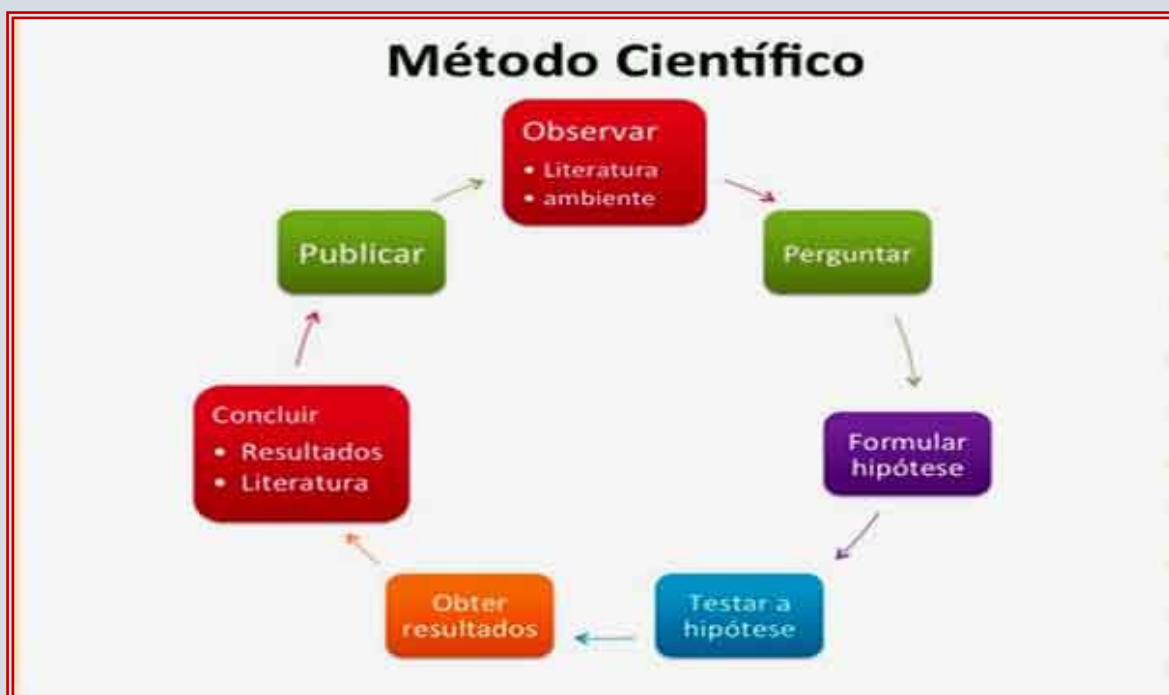 Método Científico
Observar
• Literatura
• ambiente
Perguntar
Formular
hipótese
Testar a
hipótese
Obter
resultados
Concluir
• Resultados
• Literatura
Publicar